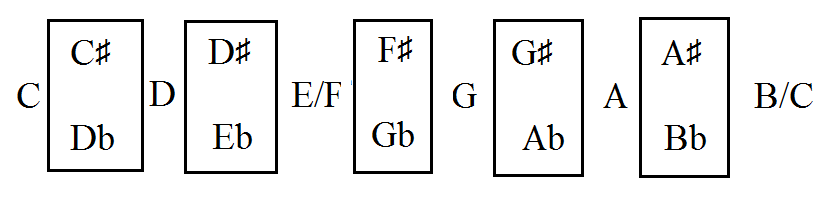 C♯ D♯ F♯ G♯ A♯
C D E/F G A B/C
Db Eb Gb Ab Bb